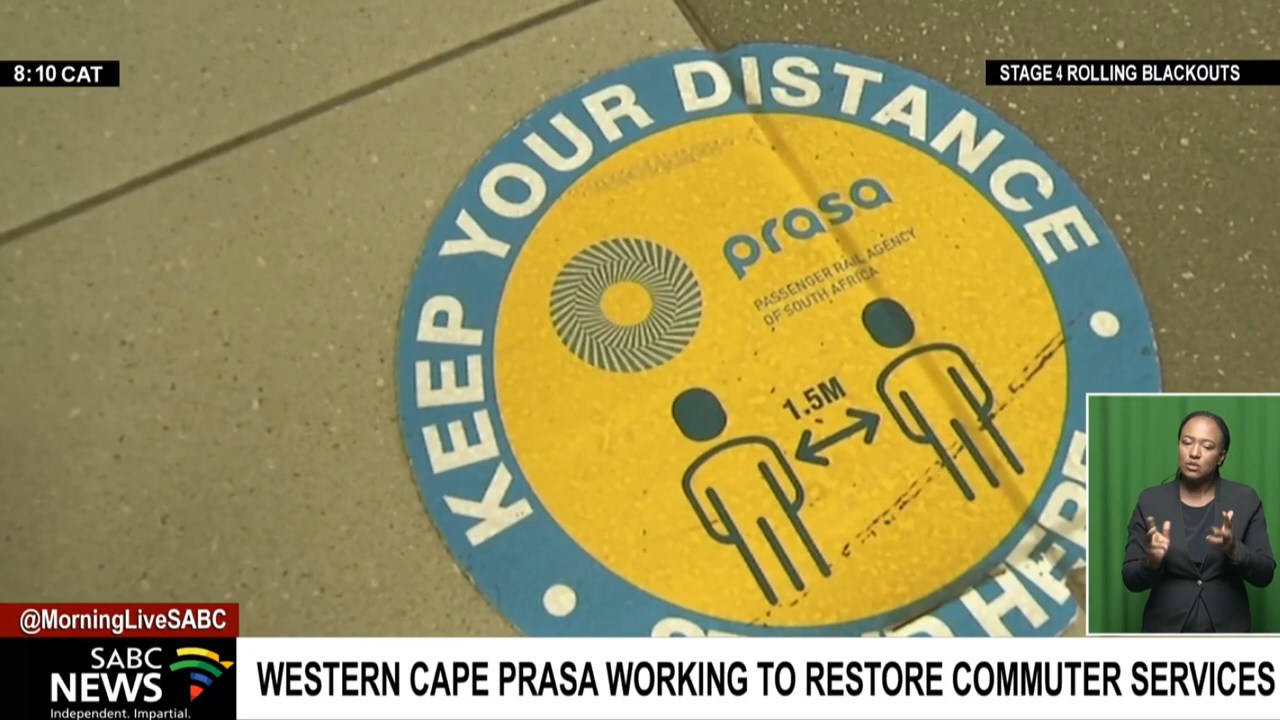 8:10 CAT
STAGE 4 ROLLING BLACKOUTS
KEEP YOUR DISTANCE
prasa
PASSENGER RAIL AGENCY
OF SOUTH AFRICA
1.5M
HERE
@MorningLiveSABC
SABC
NEWS
Independent. Impartial.
WESTERN CAPE PRASA WORKING TO RESTORE COMMUTER SERVICES